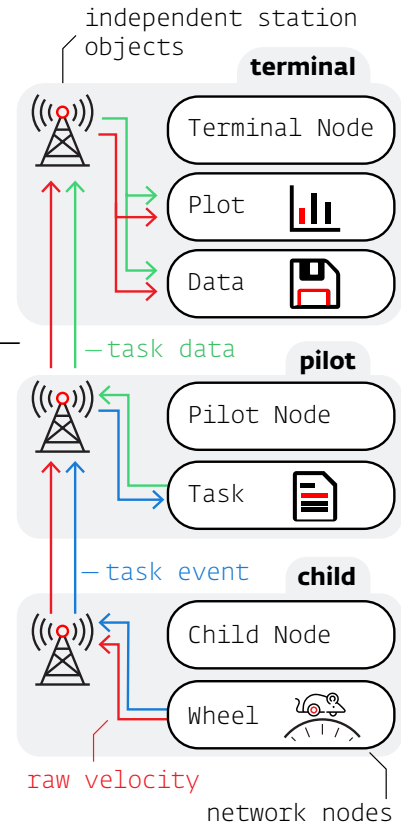 independent station
objects
terminal
Terminal Node
Plot
Data
task data
pilot
Pilot Node
Task
task event
child
Child Node
Wheel
raw velocity
network nodes